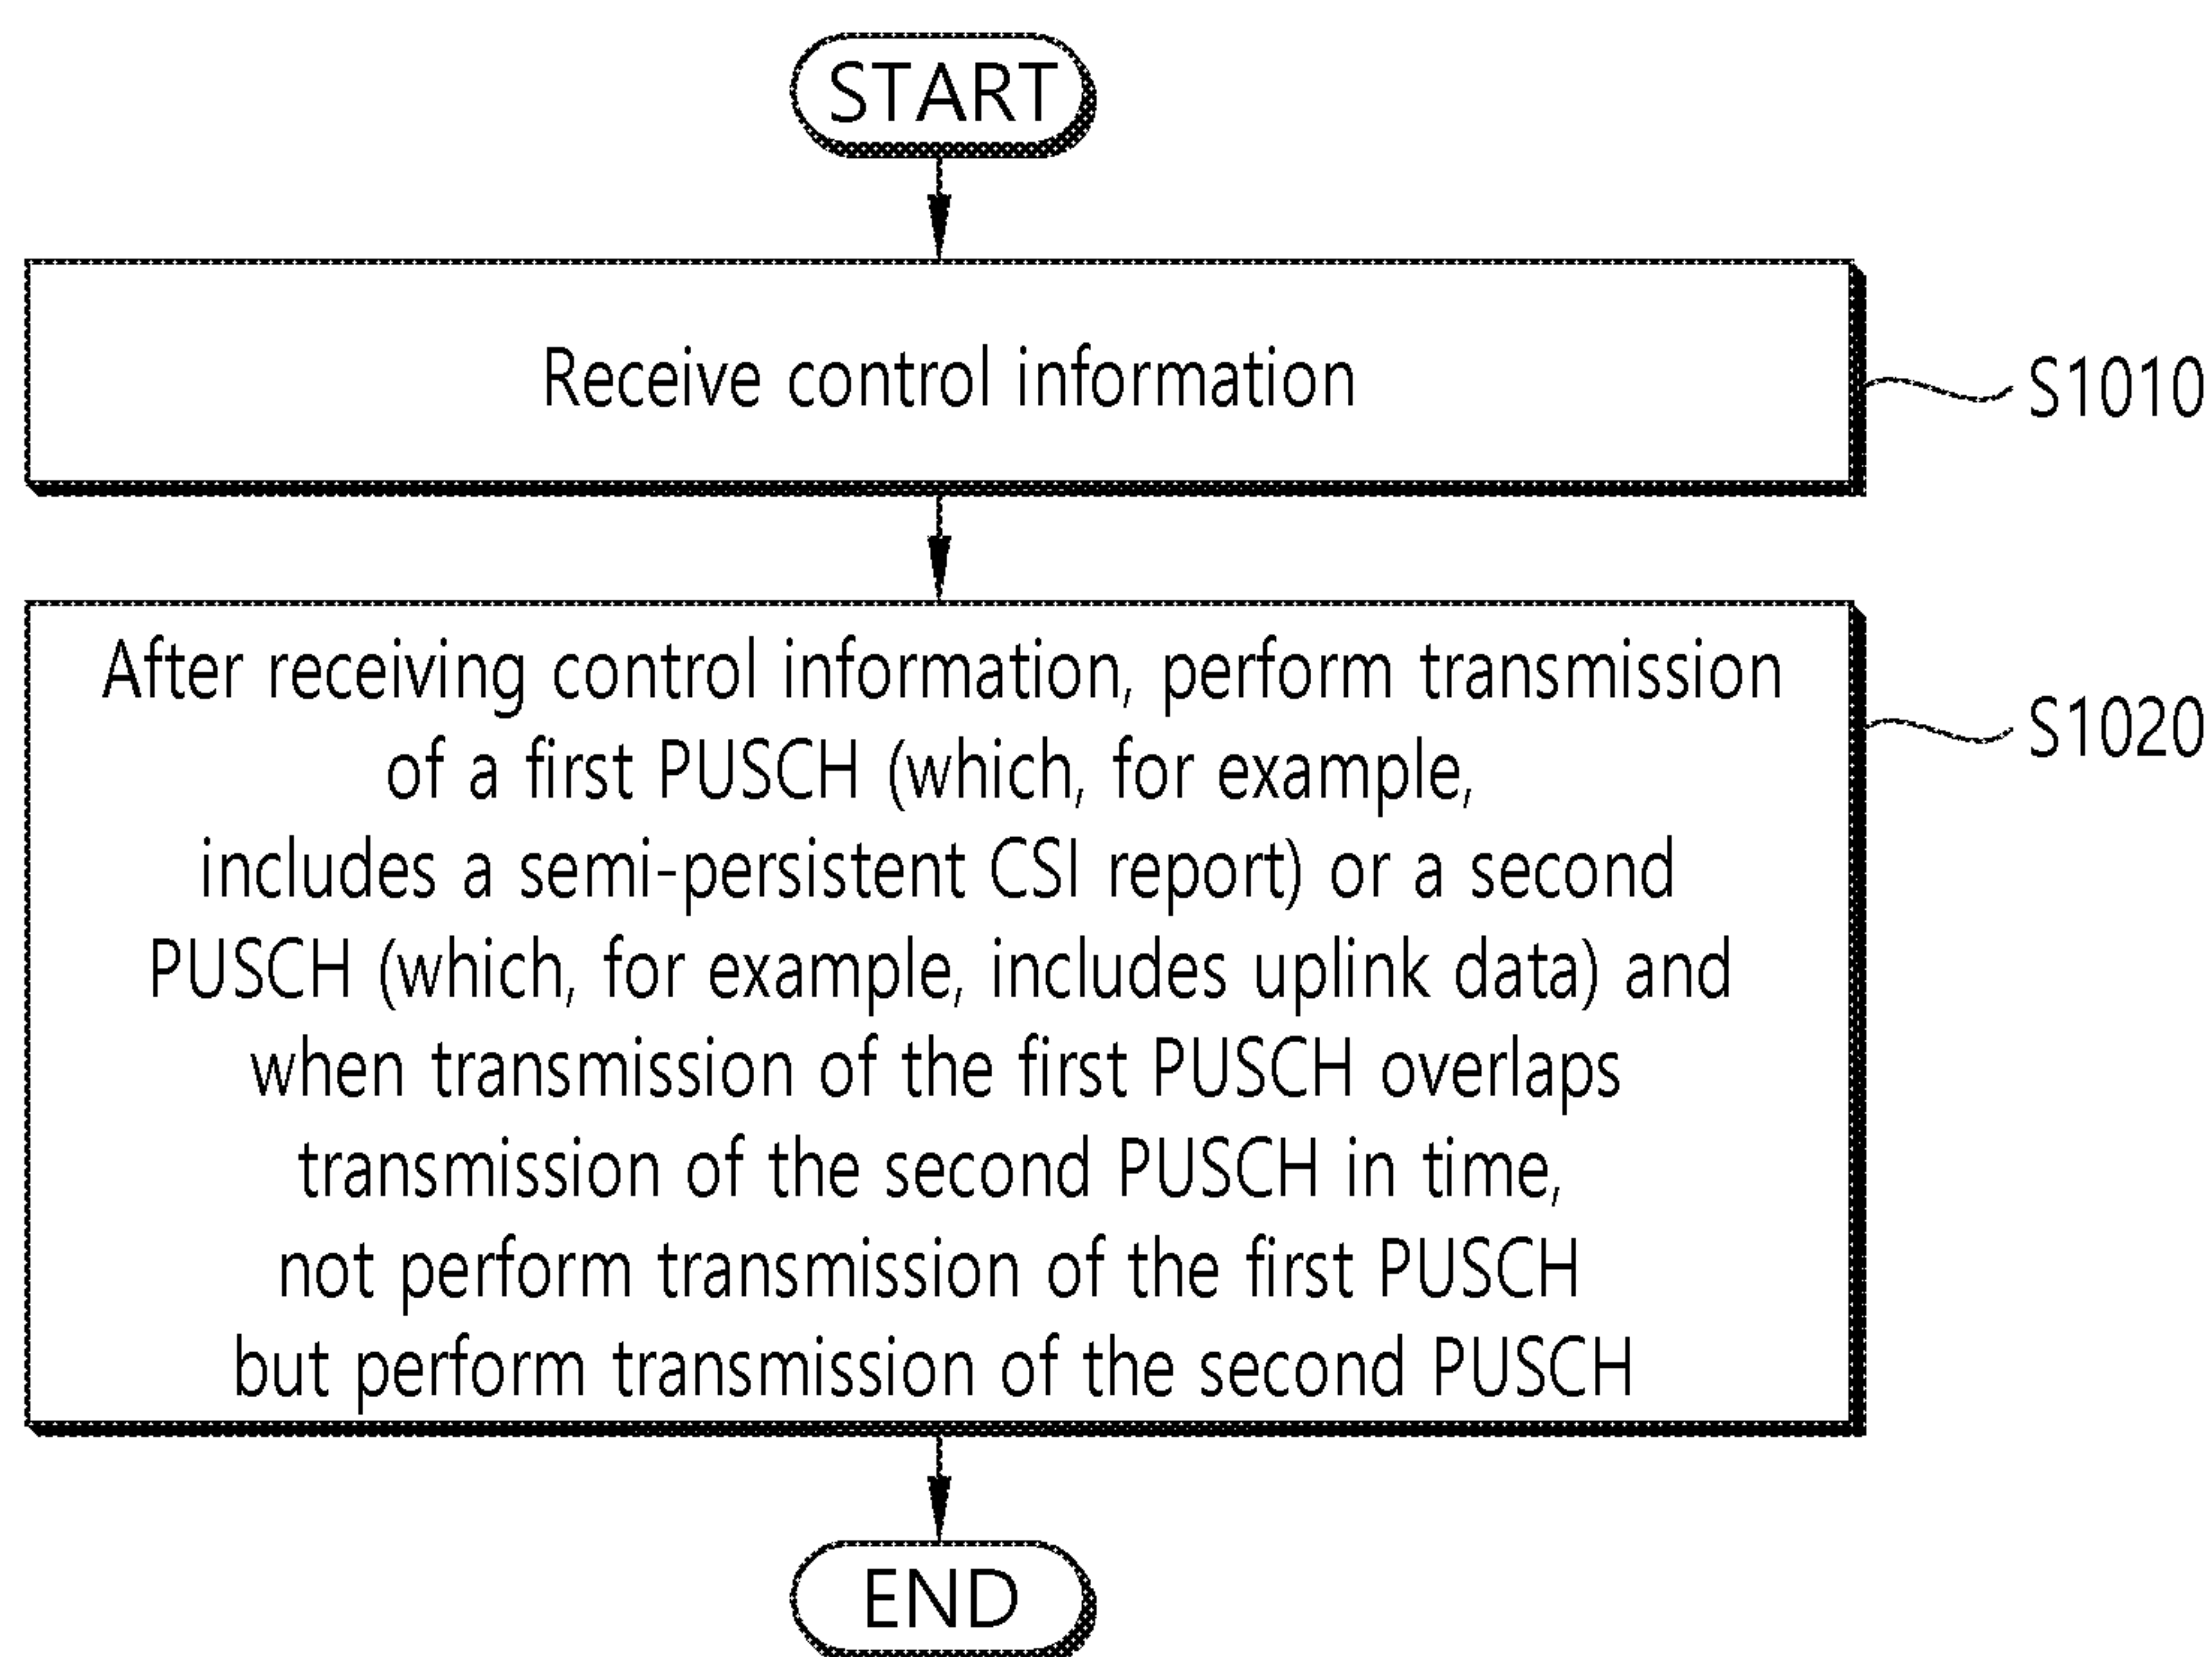 START
Receive control information
S1010
After receiving control information, perform transmission
of a first PUSCH (which, for example,
includes a semi-persistent CSI report) or a second
PUSCH (which, for example, includes uplink data) and
when transmission of the first PUSCH overlaps
transmission of the second PUSCH in time,
not perform transmission of the first PUSCH
but perform transmission of the second PUSCH
S1020
END